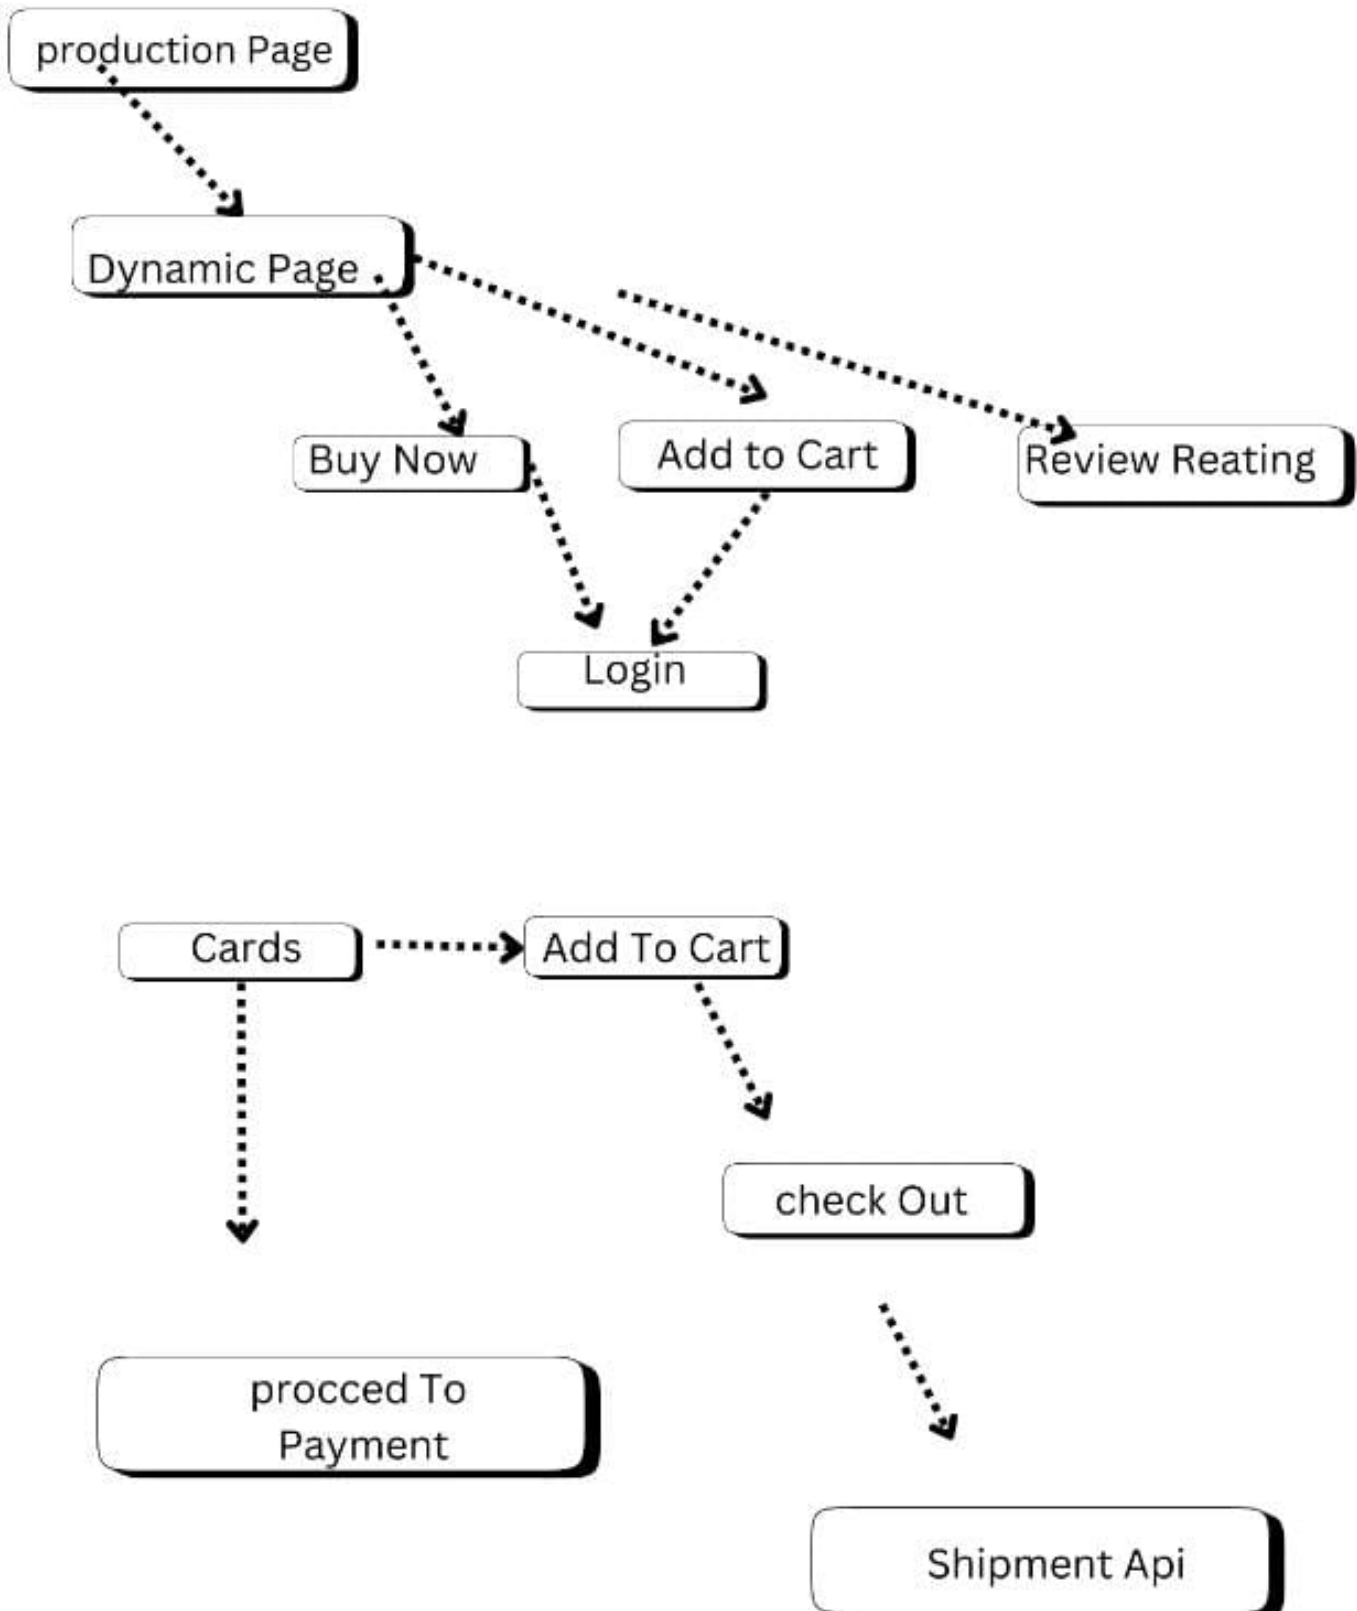 production Page
Dynamic Page
Buy Now
Add to Cart
Review Reating
Login
Cards
Add To Cart
check Out
procced To
Payment
Shipment Api